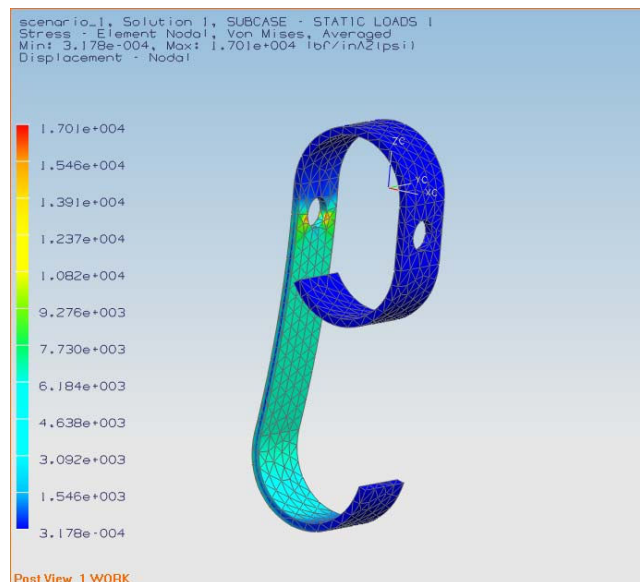 scenario_1, Solution 1, SUBCASE - STATIC LOADS 1
Stress - Element Nodal, Von Mises, Averaged
Min: 3.178e-004, Max: 1.701e+004 lbf/in^2(psi)
Displacement - Nodal
1.701e+004
1.546e+004
1.391e+004
1.237e+004
1.082e+004
9.276e+003
7.730e+003
6.184e+003
4.638e+003
3.092e+003
1.546e+003
3.178e-004
ZC
YC
XC
Post View 1 WORK